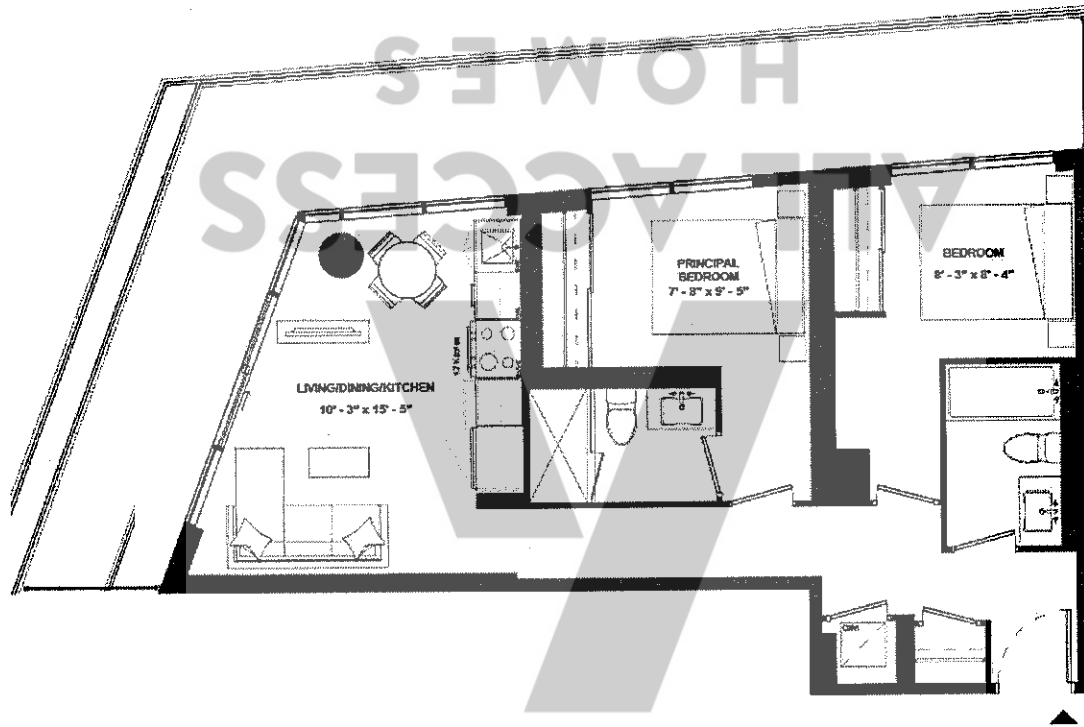 ALL ACCESS
HOMES
PRINCIPAL
BEDROOM
7' - 8" x 9' - 5"
BEDROOM
8' - 3" x 8' - 4"
LIVING/DINING/KITCHEN
10' - 3" x 15' - 5"